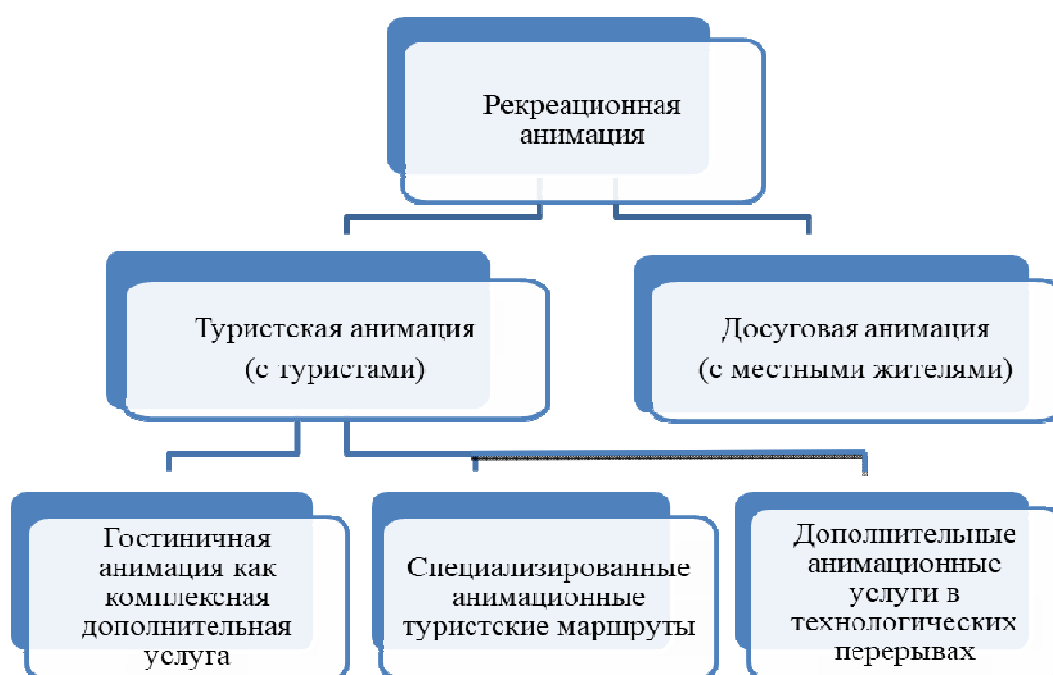 Рекреационная
анимация
Туристская анимация
(с туристами)
Досуговая анимация
(с местными жителями)
Гостиничная
анимация как
комплексная
дополнительная
услуга
Специализированные
анимационные
туристские маршруты
Дополнительные
анимационные
услуги в
технологических
перерывах